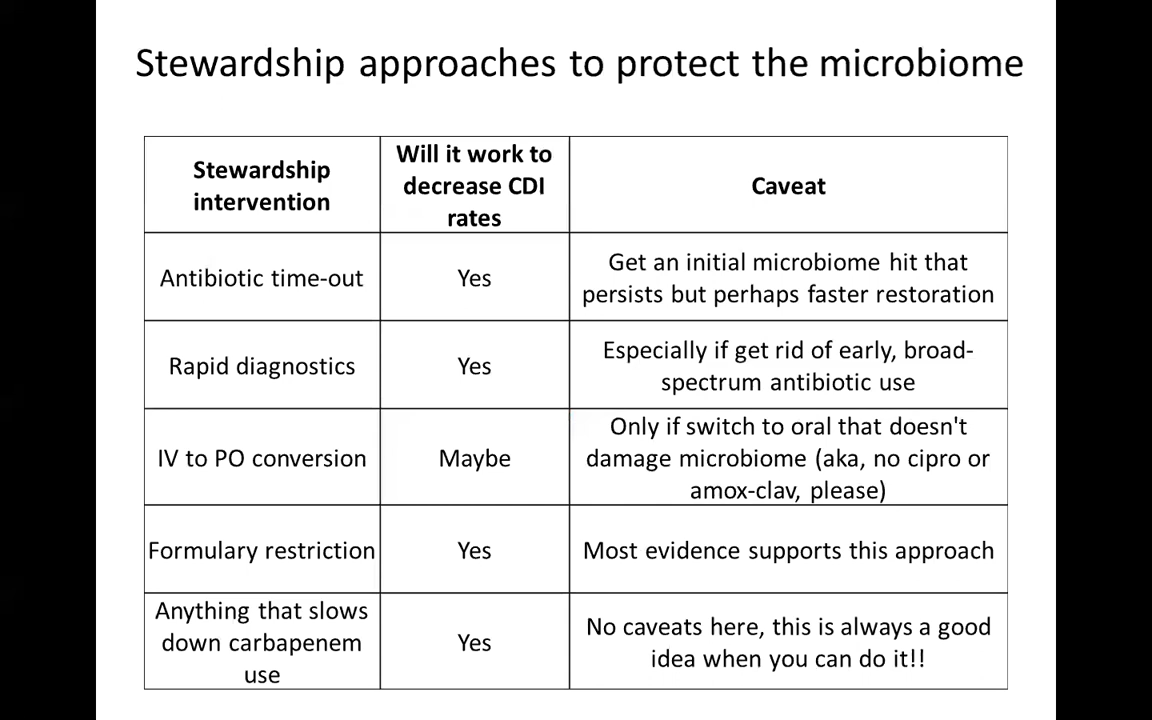 Stewardship approaches to protect the microbiome
Stewardship
intervention
Will it work to
decrease CDI
rates
Caveat
Antibiotic time-out
Yes
Get an initial microbiome hit that
persists but perhaps faster restoration
Rapid diagnostics
Yes
Especially if get rid of early, broad-
spectrum antibiotic use
IV to PO conversion
Maybe
Only if switch to oral that doesn't
damage microbiome (aka, no cipro or
amox-clav, please)
Formulary restriction
Yes
Most evidence supports this approach
Anything that slows
down carbapenem
use
Yes
No caveats here, this is always a good
idea when you can do it!!